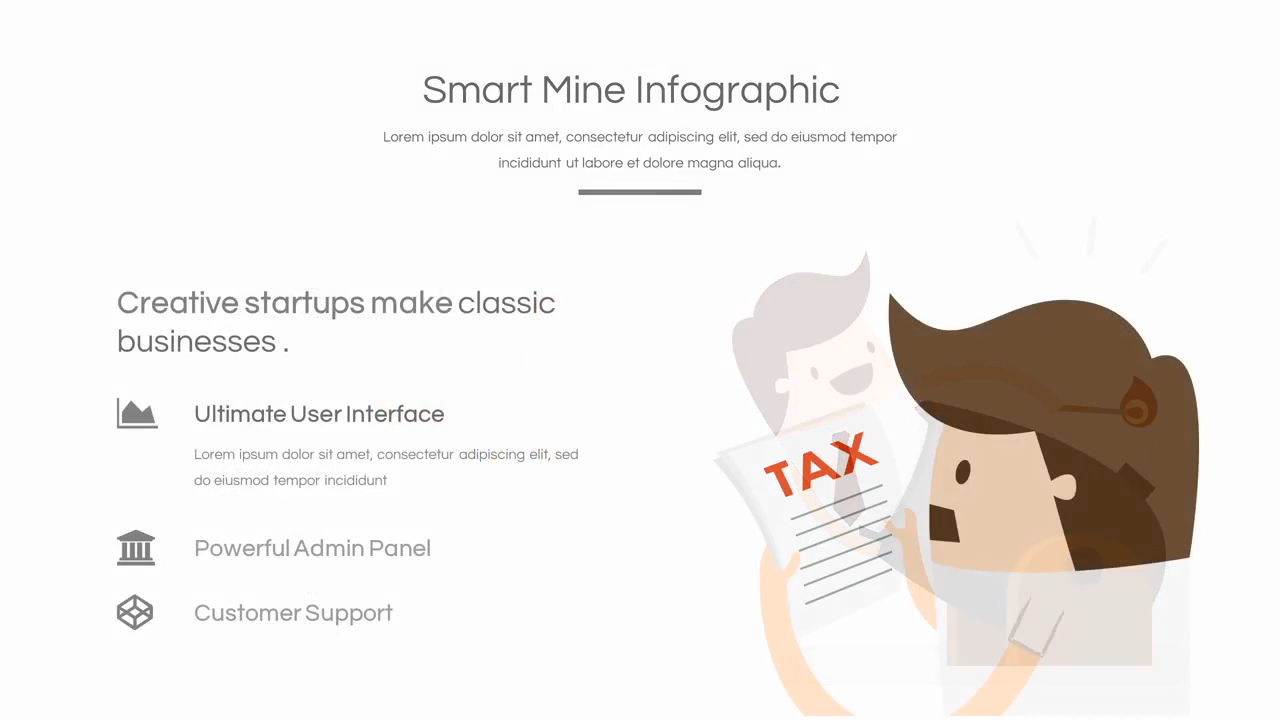 Smart Mine Infographic
Lorem ipsum dolor sit amet, consectetur adipiscing elit, sed do eiusmod tempor
incididunt ut labore et dolore magna aliqua.
Creative startups make classic
businesses .
Ultimate User Interface
Lorem ipsum dolor sit amet, consectetur adipiscing elit, sed
do eiusmod tempor incididunt
TAX
Powerful Admin Panel
Customer Support